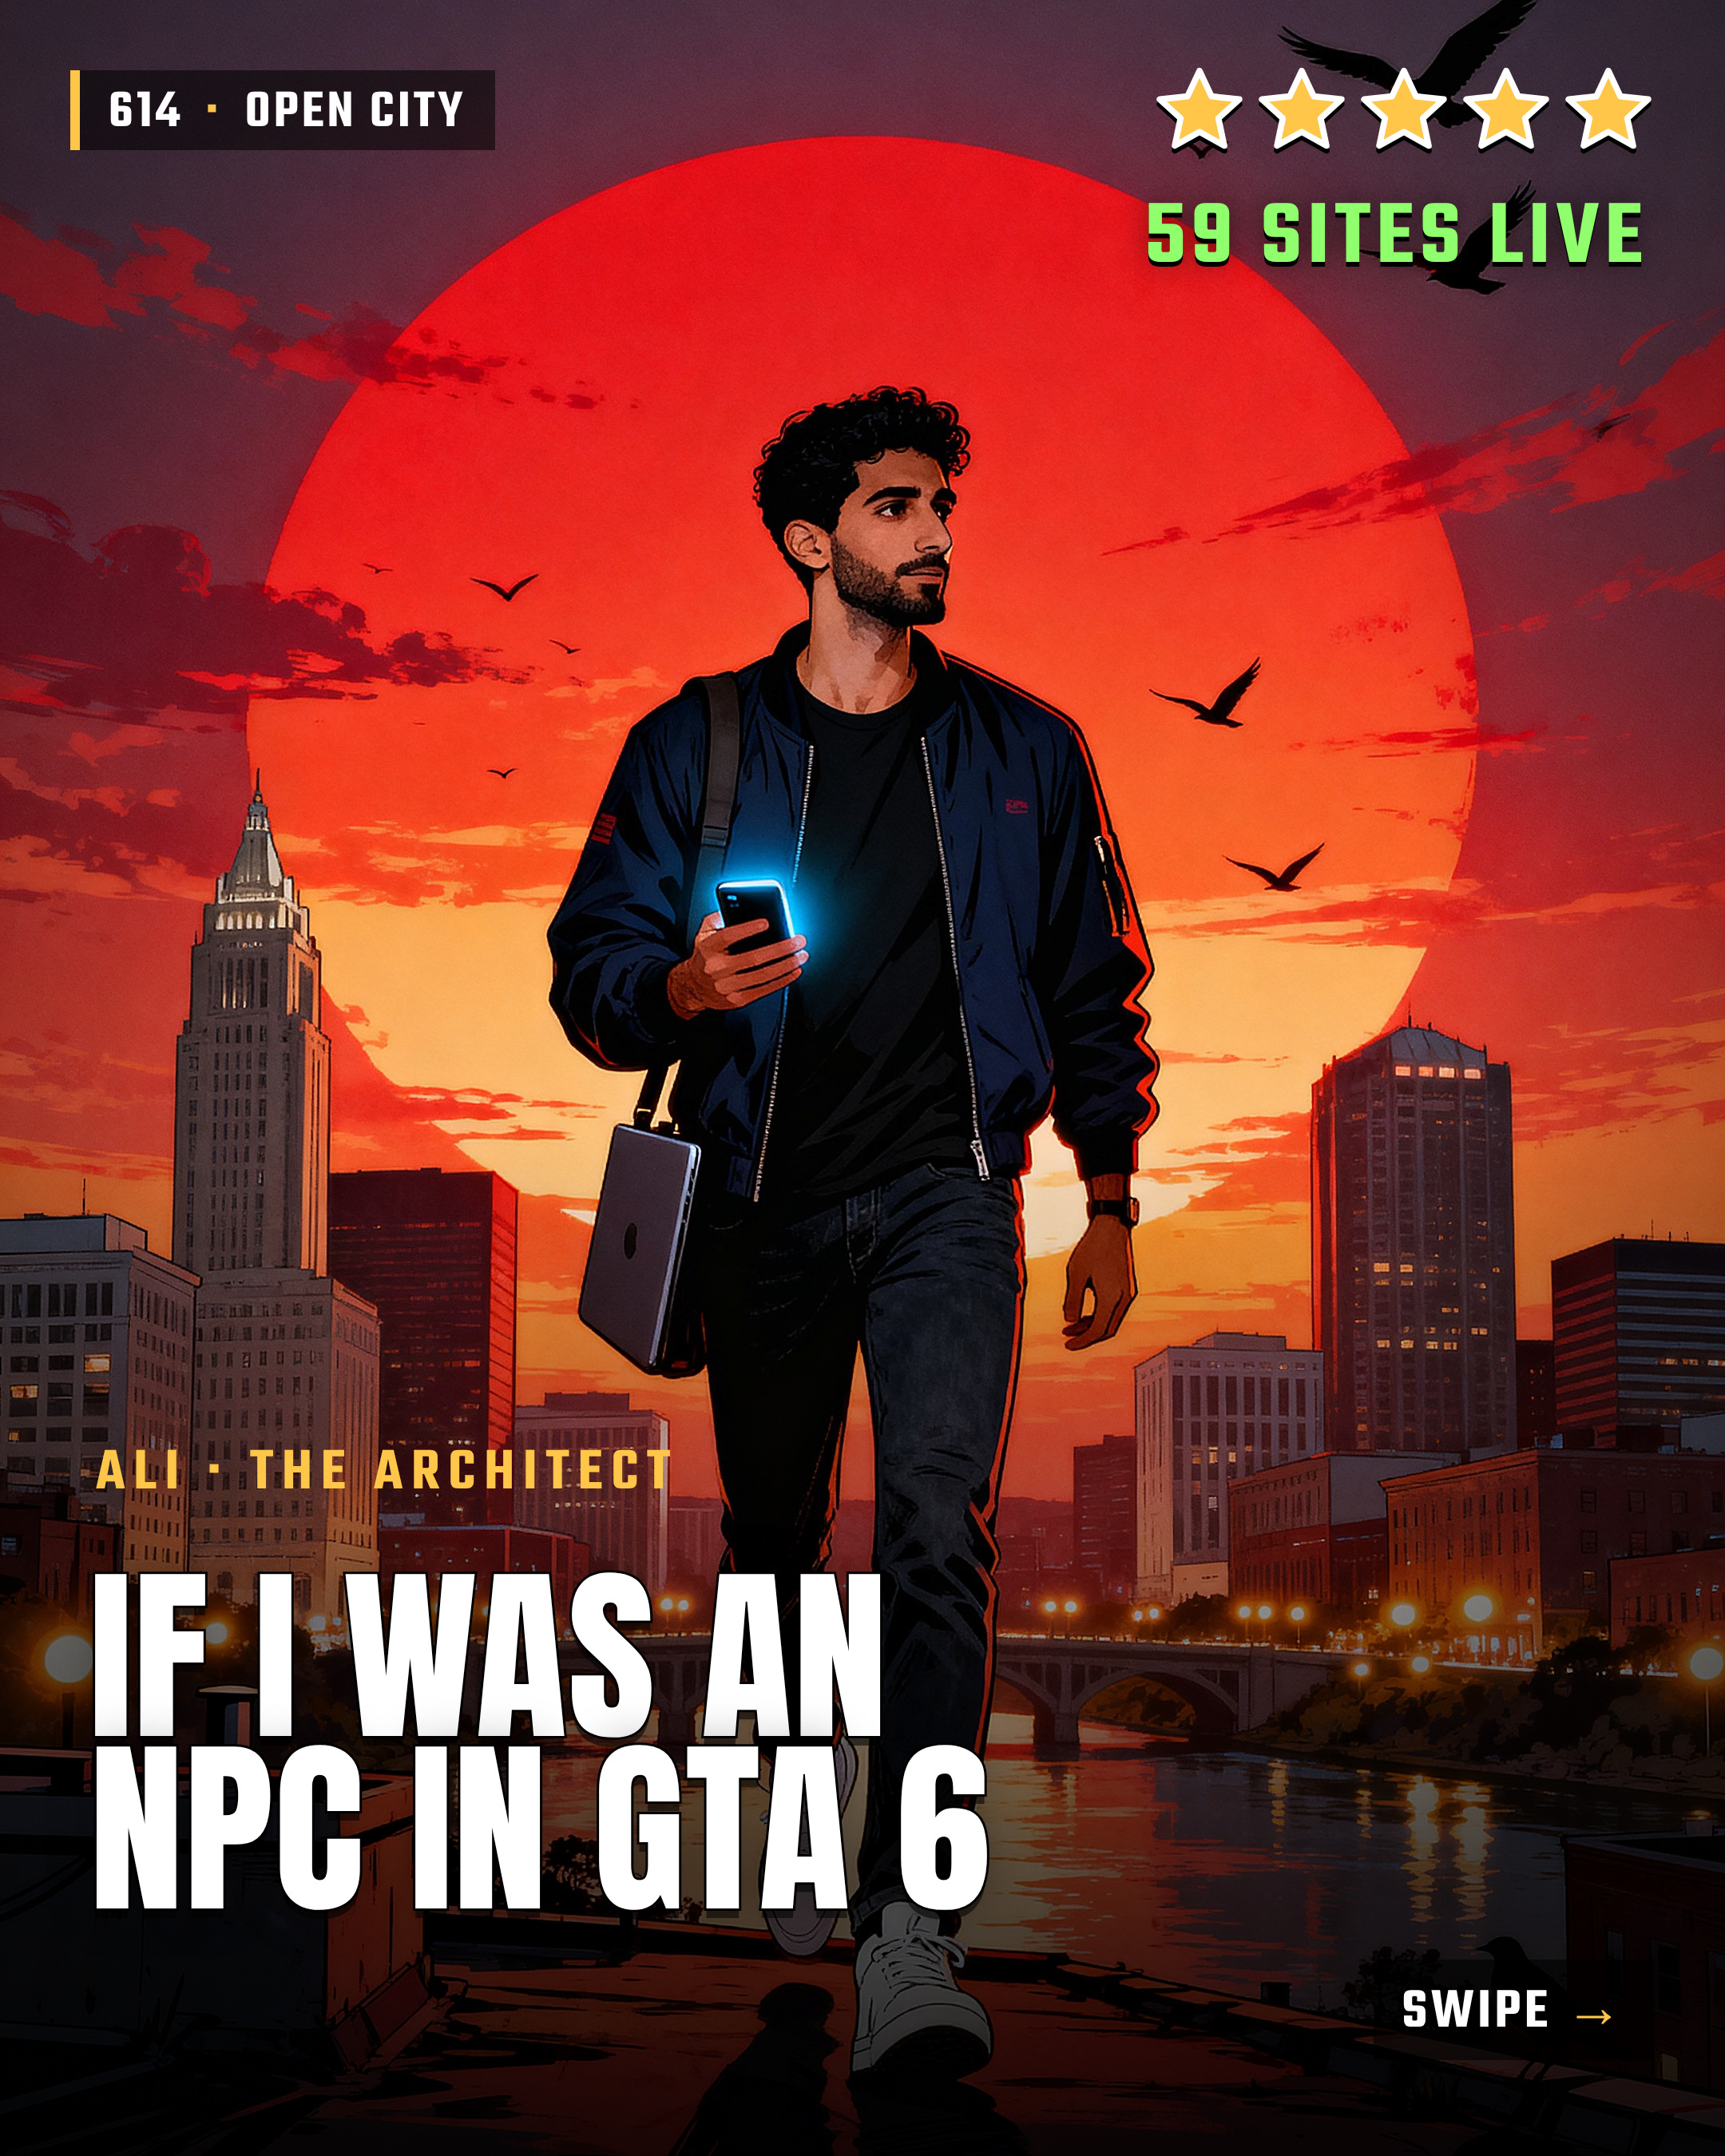 614 · OPEN CITY
59 SITES LIVE
ALI · THE ARCHITECT
IF I WAS AN
NPC IN GTA 6
SWIPE →